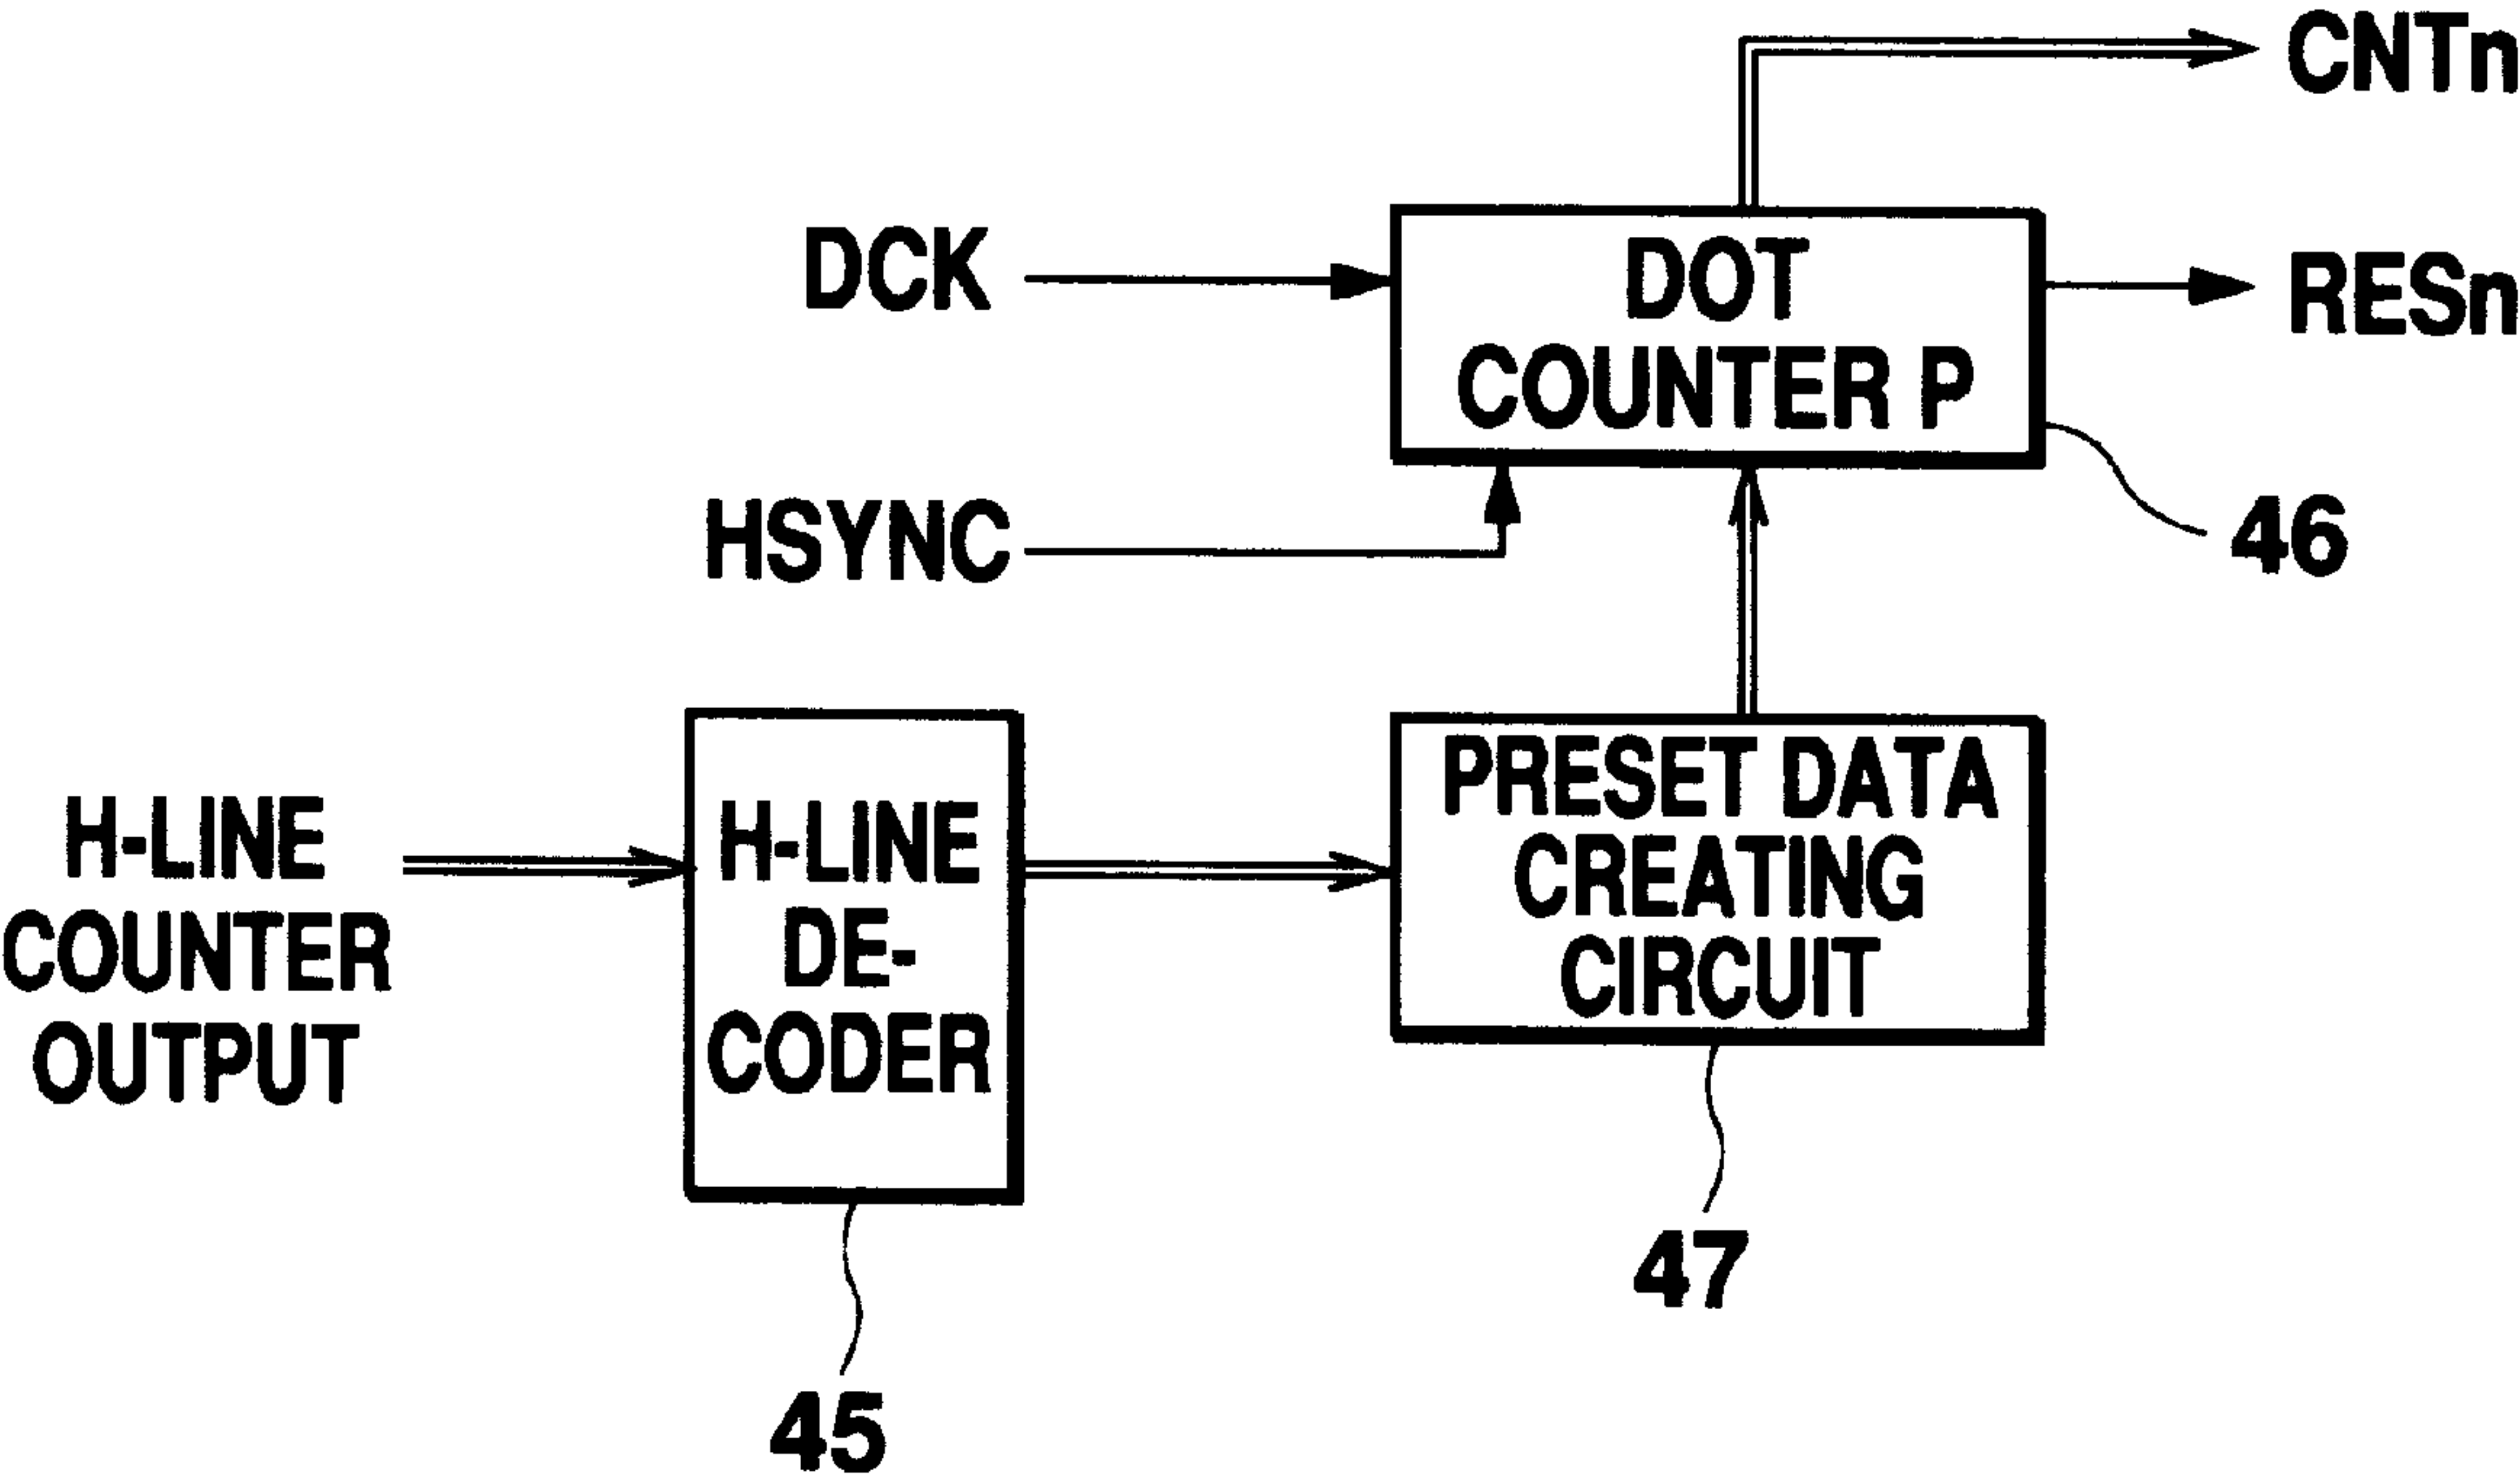 CNTn
DCK
DOT
COUNTER P
RESn
HSYNC
46
H-LINE
COUNTER
OUTPUT
H-LINE
DE-
CODER
PRESET DATA
CREATING
CIRCUIT
47
45